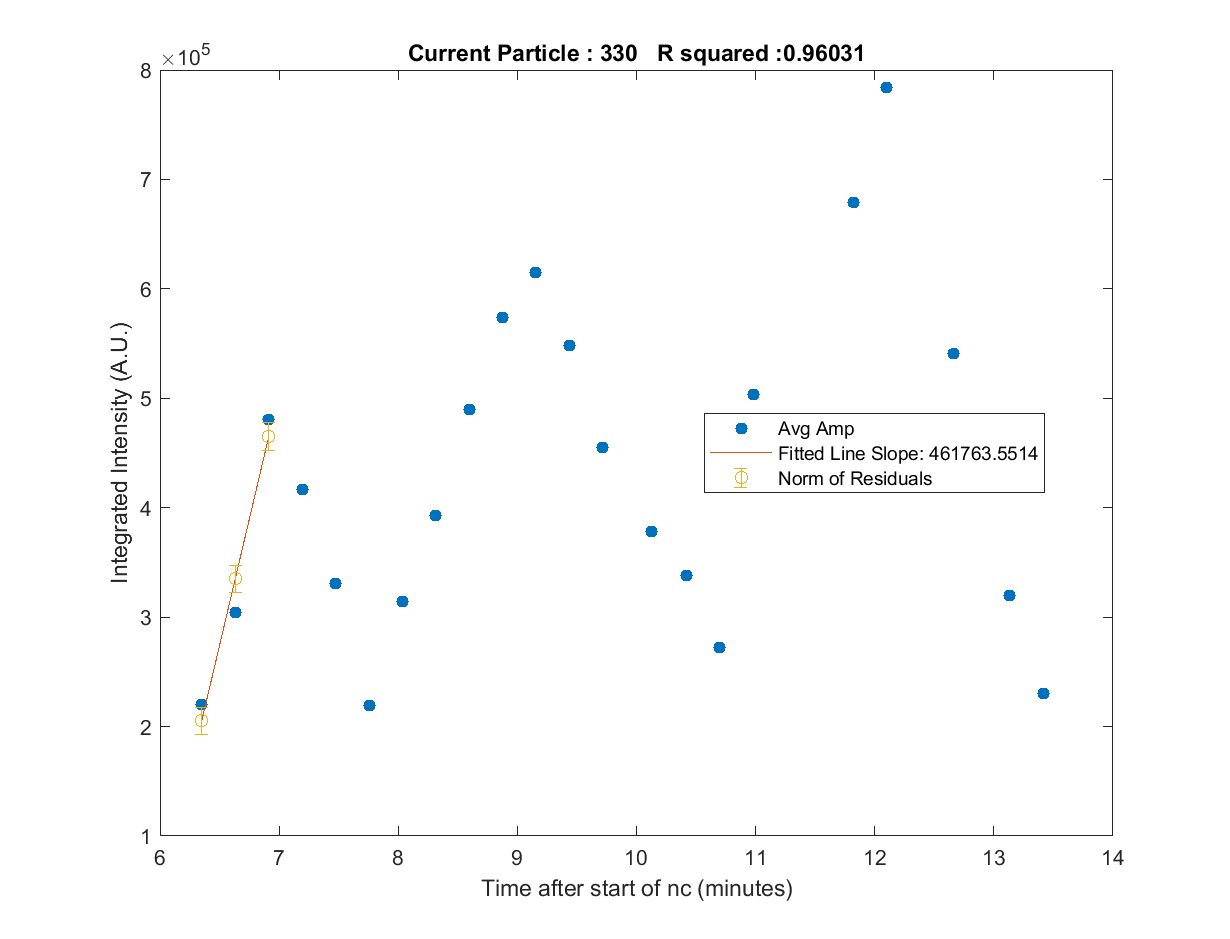 Current Particle : 330   R squared :0.96031
×10^5
8
7
6
5
4
3
2
1
Integrated Intensity (A.U.)
Avg Amp
Fitted Line Slope: 461763.5514
Norm of Residuals
6 7 8 9 10 11 12 13 14
Time after start of nc (minutes)